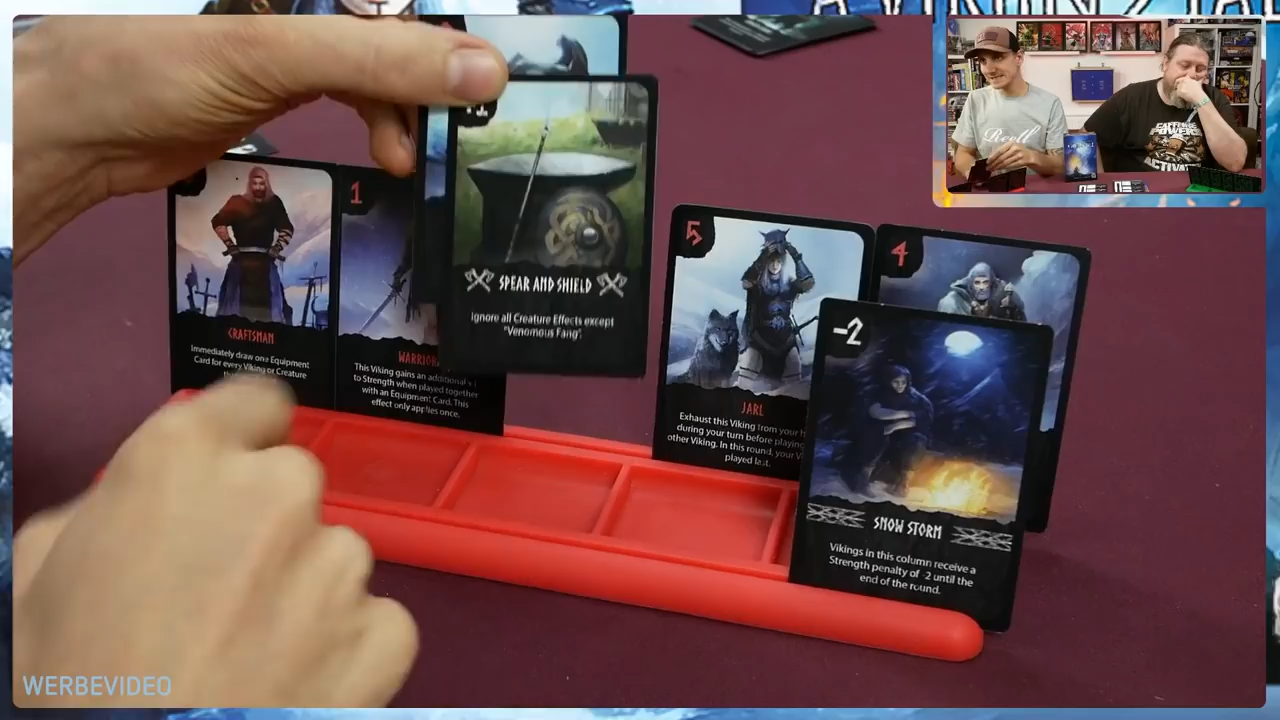 A VIKING'S TALE
CRAFTSMAN
Immediately draw one Equipment
Card for every Viking or Creature
1
WARRIOR
This Viking gains an additional
to Strength when played together
with an Equipment Card. This
effect only applies once.
SPEAR AND SHIELD
Ignore all Creature Effects except
"Venomous Fang".
5
JARL
Exhaust this Viking from your
during your turn before playing
other Viking. In this round, your
played last.
4
-2
SNOW STORM
Vikings in this column receive a
Strength penalty of -2 until the
end of the round.
WERBEVIDEO